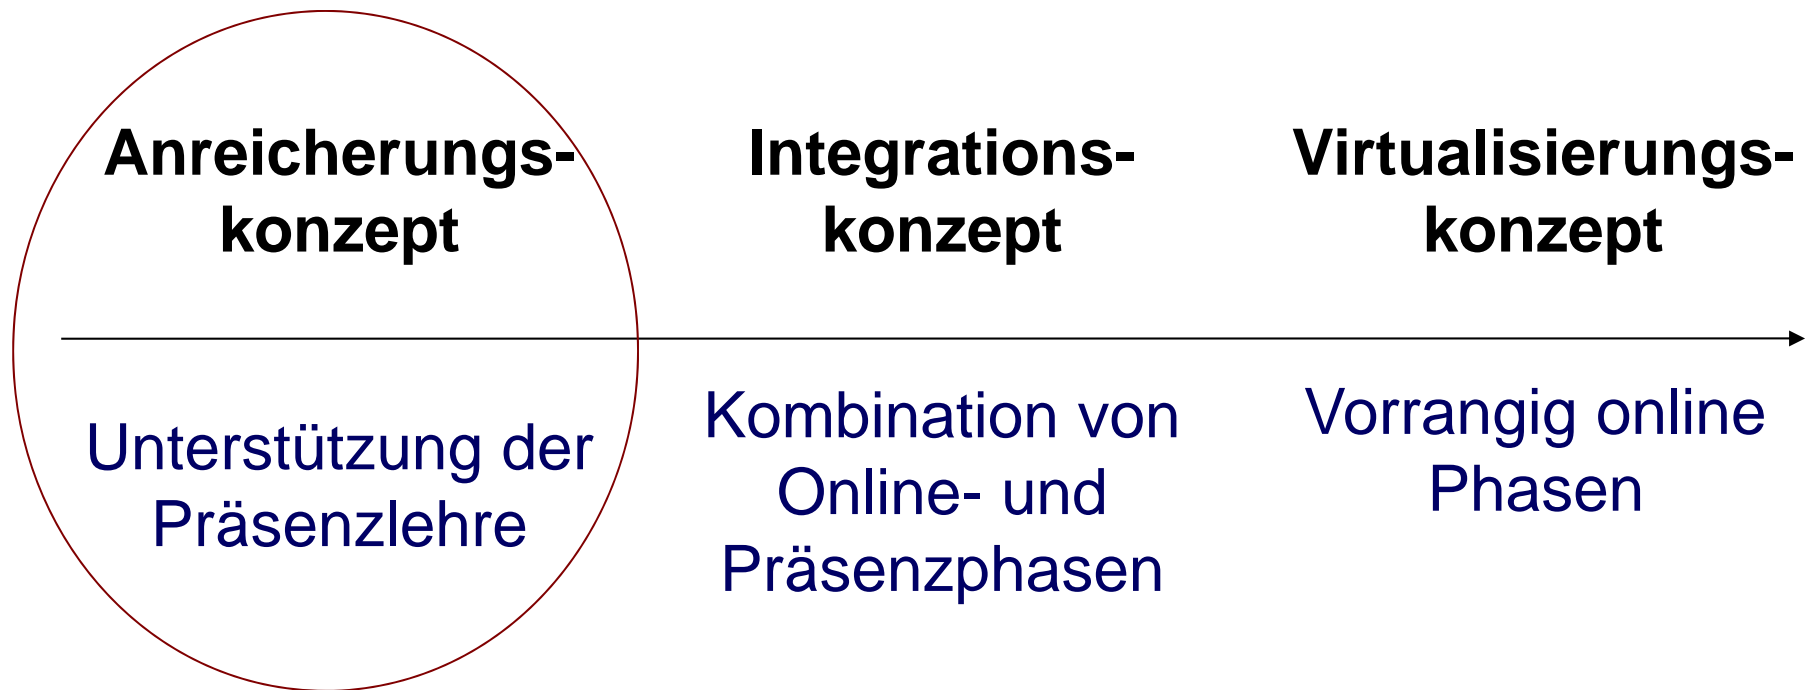 Anreicherungs-
konzept
Integrations-
konzept
Virtualisierungs-
konzept
Unterstützung der
Präsenzlehre
Kombination von
Online- und
Präsenzphasen
Vorrangig online
Phasen